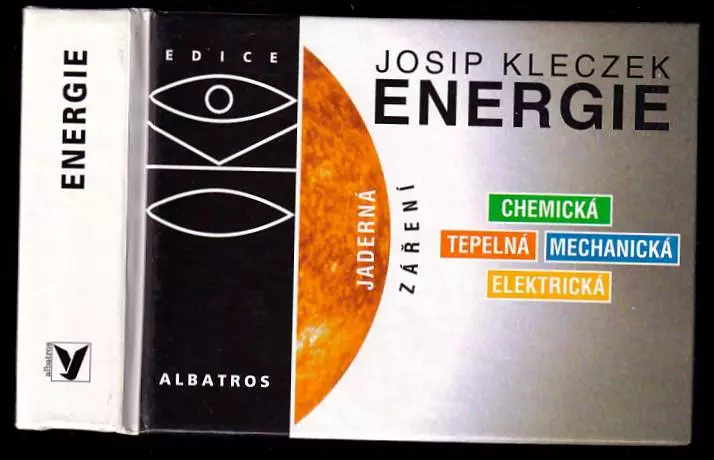 ENERGIE
albatros
EDICE
OKO
ALBATROS
JOSIP KLECZEK
ENERGIE
JADERNÁ
ZÁŘENÍ
CHEMICKÁ
TEPELNÁ MECHANICKÁ
ELEKTRICKÁ